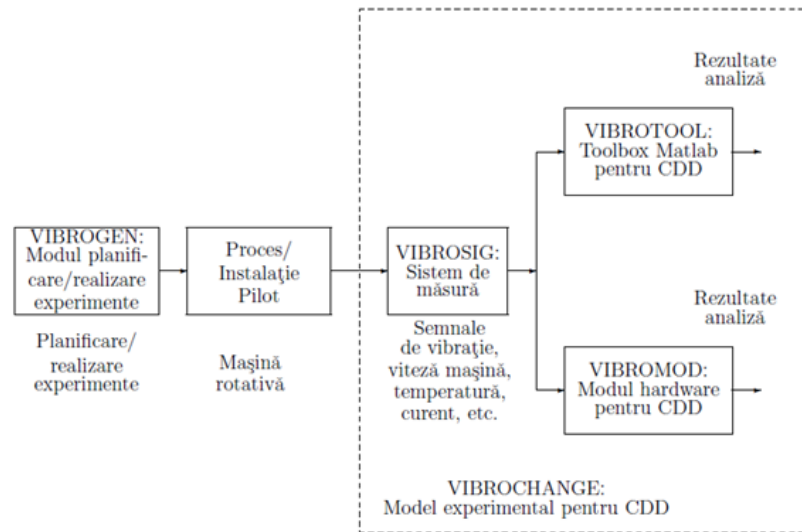 VIBROGEN:
Modul planifi-
care/realizare
experimente
Planificare/
realizare
experimente
Proces/
Instalaţie
Pilot
Maşină
rotativă
VIBROSIG:
Sistem de
măsură
Semnale
de vibraţie,
viteză maşină,
temperatură,
curent, etc.
Rezultate
analiză
VIBROTOOL:
Toolbox Matlab
pentru CDD
Rezultate
analiză
VIBROMOD:
Modul hardware
pentru CDD
VIBROCHANGE:
Model experimental pentru CDD